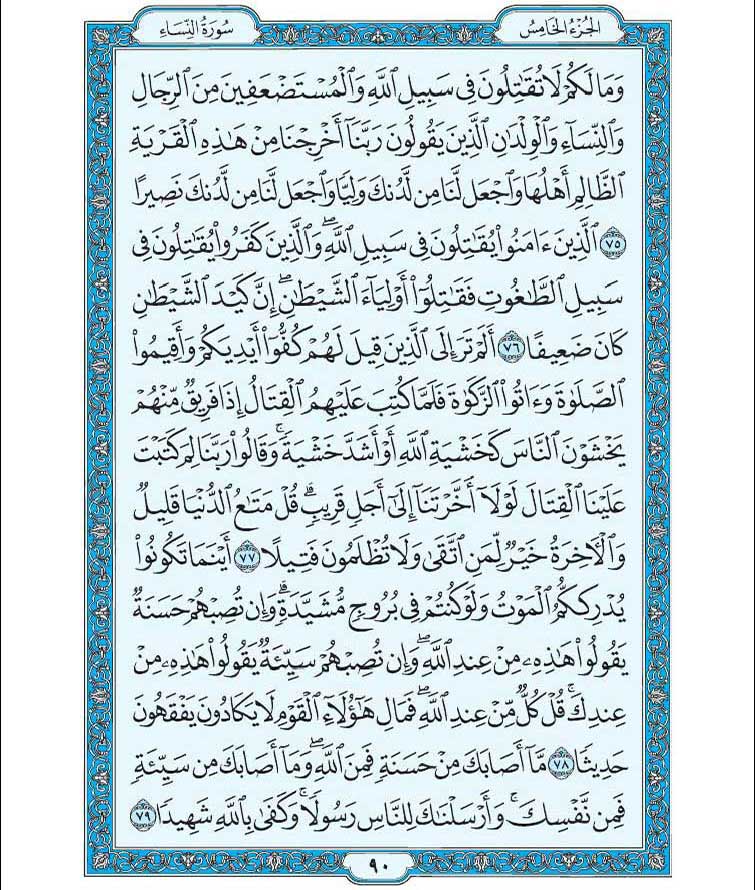 الجُزْءُ الخَامِسُ
سُورَةُ النِّسَاءِ
وَمَا لَكُمْ لَا تُقَٰتِلُونَ فِى سَبِيلِ ٱللَّهِ وَٱلْمُسْتَضْعَفِينَ مِنَ ٱلرِّجَالِ
وَٱلنِّسَآءِ وَٱلْوِلْدَٰنِ ٱلَّذِينَ يَقُولُونَ رَبَّنَآ أَخْرِجْنَا مِنْ هَٰذِهِ ٱلْقَرْيَةِ
ٱلظَّالِمِ أَهْلُهَا وَٱجْعَل لَّنَا مِن لَّدُنكَ وَلِيًّا وَٱجْعَل لَّنَا مِن لَّدُنكَ نَصِيرًا
٧٥ ٱلَّذِينَ ءَامَنُوا۟ يُقَٰتِلُونَ فِى سَبِيلِ ٱللَّهِ ۖ وَٱلَّذِينَ كَفَرُوا۟ يُقَٰتِلُونَ فِى
سَبِيلِ ٱلطَّٰغُوتِ فَقَٰتِلُوٓا۟ أَوْلِيَآءَ ٱلشَّيْطَٰنِ ۖ إِنَّ كَيْدَ ٱلشَّيْطَٰنِ
كَانَ ضَعِيفًا ٧٦ أَلَمْ تَرَ إِلَى ٱلَّذِينَ قِيلَ لَهُمْ كُفُّوٓا۟ أَيْدِيَكُمْ وَأَقِيمُوا۟
ٱلصَّلَوٰةَ وَءَاتُوا۟ ٱلزَّكَوٰةَ فَلَمَّا كُتِبَ عَلَيْهِمُ ٱلْقِتَالُ إِذَا فَرِيقٌ مِّنْهُمْ
يَخْشَوْنَ ٱلنَّاسَ كَخَشْيَةِ ٱللَّهِ أَوْ أَشَدَّ خَشْيَةً ۚ وَقَالُوا۟ رَبَّنَا لِمَ كَتَبْتَ
عَلَيْنَا ٱلْقِتَالَ لَوْلَآ أَخَّرْتَنَآ إِلَىٰٓ أَجَلٍ قَرِيبٍ ۗ قُلْ مَتَٰعُ ٱلدُّنْيَا قَلِيلٌ
وَٱلْءَاخِرَةُ خَيْرٌ لِّمَنِ ٱتَّقَىٰ وَلَا تُظْلَمُونَ فَتِيلًا ٧٧ أَيْنَمَا تَكُونُوا۟
يُدْرِككُّمُ ٱلْمَوْتُ وَلَوْ كُنتُمْ فِى بُرُوجٍ مُّشَيَّدَةٍ ۗ وَإِن تُصِبْهُمْ حَسَنَةٌ
يَقُولُوا۟ هَٰذِهِۦ مِنْ عِندِ ٱللَّهِ ۖ وَإِن تُصِبْهُمْ سَيِّئَةٌ يَقُولُوا۟ هَٰذِهِۦ مِنْ
عِندِكَ ۚ قُلْ كُلٌّ مِّنْ عِندِ ٱللَّهِ ۖ فَمَالِ هَٰٓؤُلَآءِ ٱلْقَوْمِ لَا يَكَادُونَ يَفْقَهُونَ
حَدِيثًا ٧٨ مَّآ أَصَابَكَ مِنْ حَسَنَةٍ فَمِنَ ٱللَّهِ ۖ وَمَآ أَصَابَكَ مِن سَيِّئَةٍ
فَمِن نَّفْسِكَ ۚ وَأَرْسَلْنَٰكَ لِلنَّاسِ رَسُولًا ۚ وَكَفَىٰ بِٱللَّهِ شَهِيدًا ٧٩
٩٠